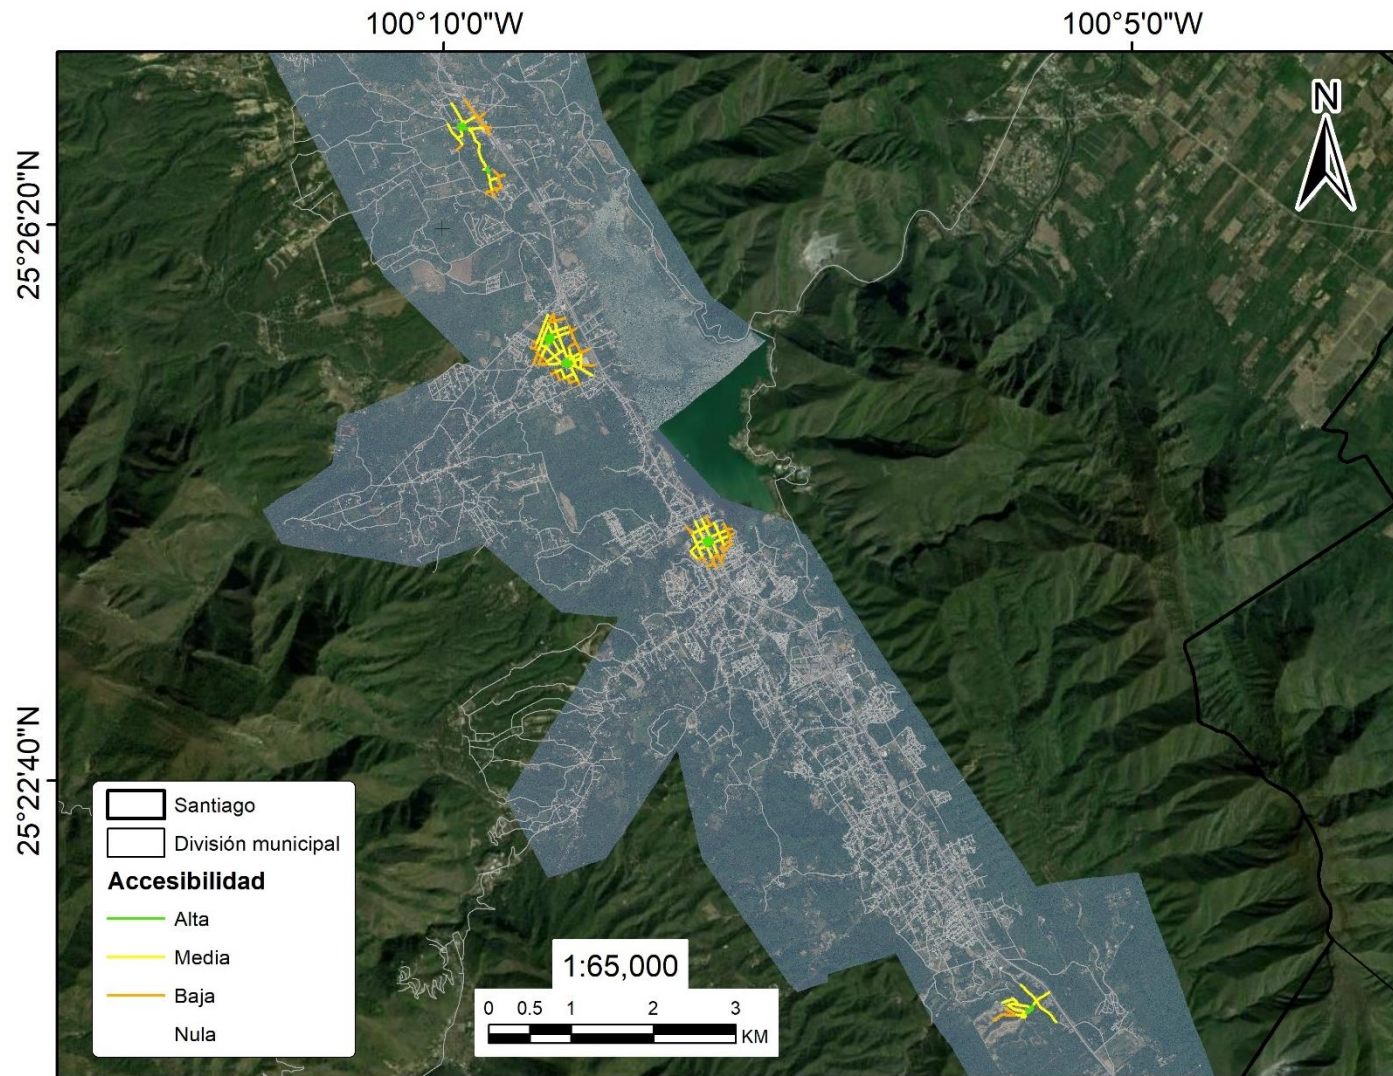 100°10'0"W
100°5'0"W
N
25°26'20"N
25°22'40"N
Santiago
División municipal
Accesibilidad
Alta
Media
Baja
Nula
1:65,000
0 0.5 1 2 3
KM